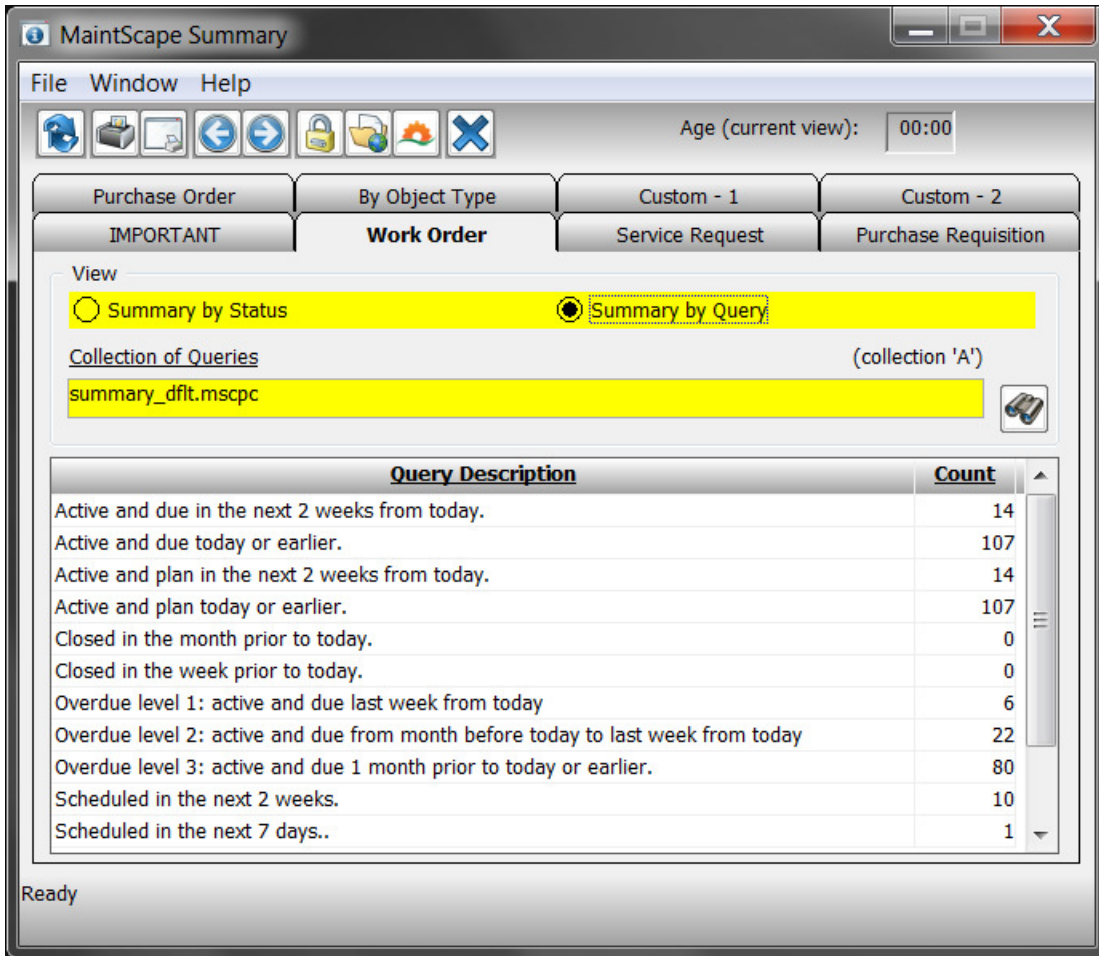 MaintScape Summary
File Window Help
Age (current view): 00:00
Purchase Order By Object Type Custom - 1 Custom - 2
IMPORTANT Work Order Service Request Purchase Requisition
View
Summary by Status Summary by Query
Collection of Queries (collection 'A')
summary_dflt.mscpc
Query Description Count
Active and due in the next 2 weeks from today. 14
Active and due today or earlier. 107
Active and plan in the next 2 weeks from today. 14
Active and plan today or earlier. 107
Closed in the month prior to today. 0
Closed in the week prior to today. 0
Overdue level 1: active and due last week from today 6
Overdue level 2: active and due from month before today to last week from today 22
Overdue level 3: active and due 1 month prior to today or earlier. 80
Scheduled in the next 2 weeks. 10
Scheduled in the next 7 days.. 1
Ready